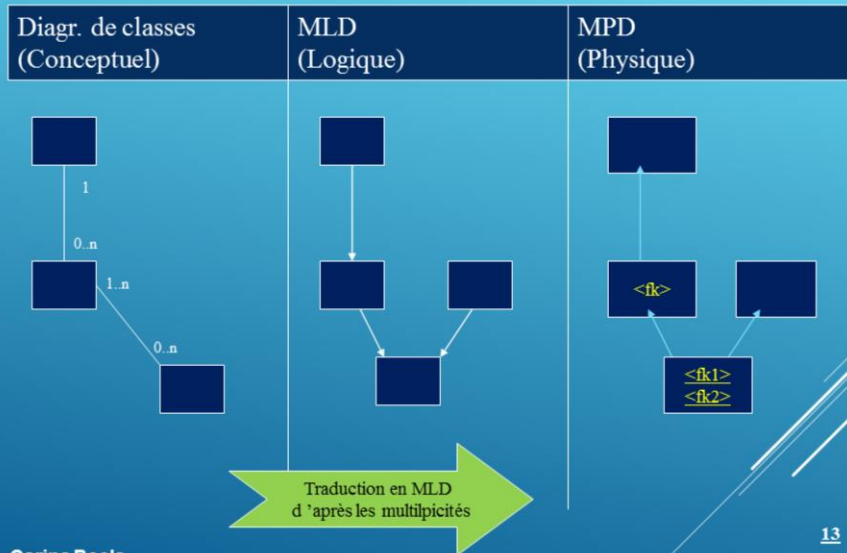 Diagr. de classes
(Conceptuel)
MLD
(Logique)
MPD
(Physique)
1
0..n
1..n
0..n
<fk>
<fk1>
<fk2>
Traduction en MLD
d ’après les multilpicités
13